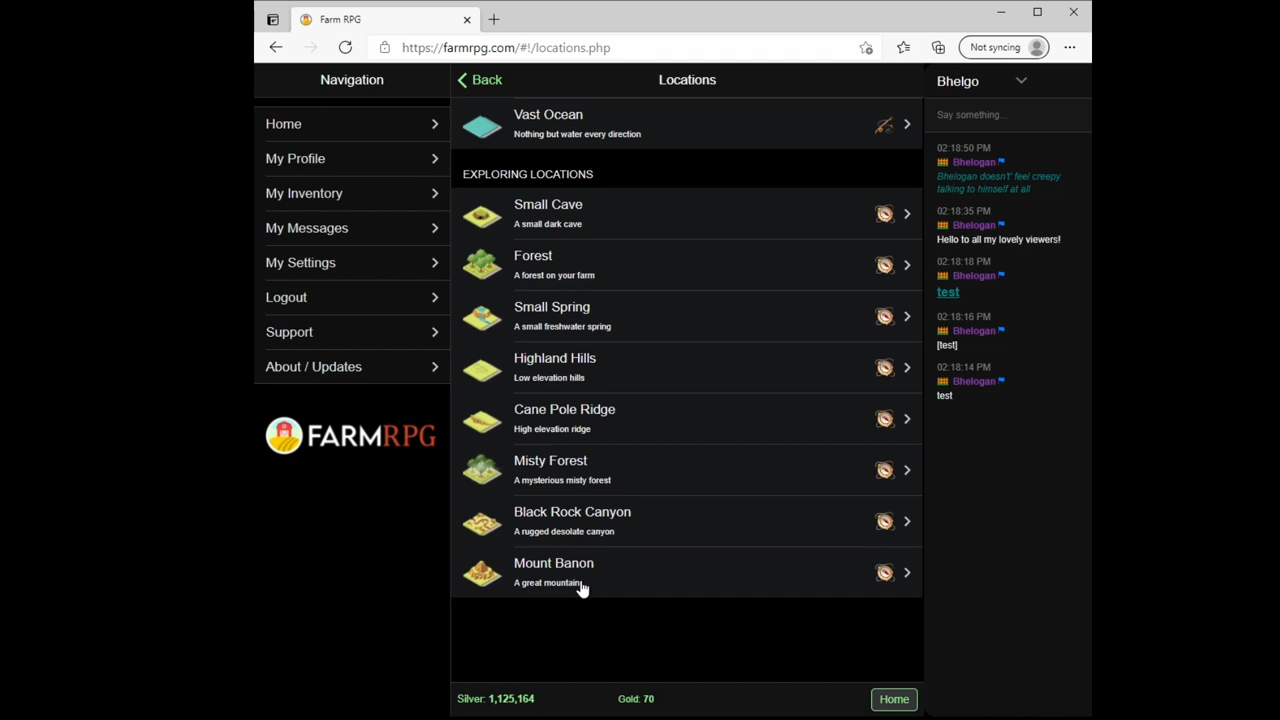 Farm RPG
https://farmrpg.com/#!/locations.php
Not syncing
Navigation
Home
My Profile
My Inventory
My Messages
My Settings
Logout
Support
About / Updates
FARMRPG
Back
Locations
Vast Ocean
Nothing but water every direction
EXPLORING LOCATIONS
Small Cave
A small dark cave
Forest
A forest on your farm
Small Spring
A small freshwater spring
Highland Hills
Low elevation hills
Cane Pole Ridge
High elevation ridge
Misty Forest
A mysterious misty forest
Black Rock Canyon
A rugged desolate canyon
Mount Banon
A great mountain
Silver: 1,125,164
Gold: 70
Home
Bhelgo
Say something...
02:18:50 PM
Bhelogan
Bhelogan doesn't' feel creepy
talking to himself at all
02:18:35 PM
Bhelogan
Hello to all my lovely viewers!
02:18:18 PM
Bhelogan
test
02:18:16 PM
Bhelogan
[test]
02:18:14 PM
Bhelogan
test